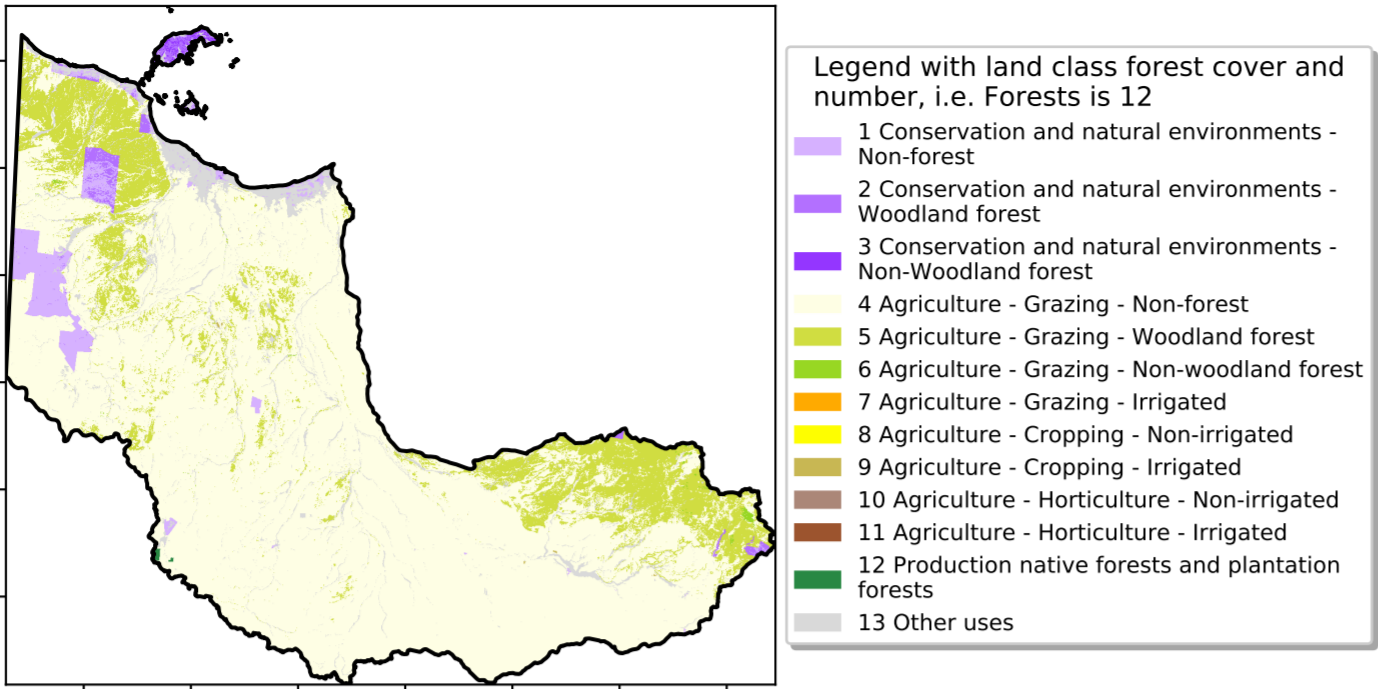 Legend with land class forest cover and
number, i.e. Forests is 12
1 Conservation and natural environments -
Non-forest
2 Conservation and natural environments -
Woodland forest
3 Conservation and natural environments -
Non-Woodland forest
4 Agriculture - Grazing - Non-forest
5 Agriculture - Grazing - Woodland forest
6 Agriculture - Grazing - Non-woodland forest
7 Agriculture - Grazing - Irrigated
8 Agriculture - Cropping - Non-irrigated
9 Agriculture - Cropping - Irrigated
10 Agriculture - Horticulture - Non-irrigated
11 Agriculture - Horticulture - Irrigated
12 Production native forests and plantation
forests
13 Other uses